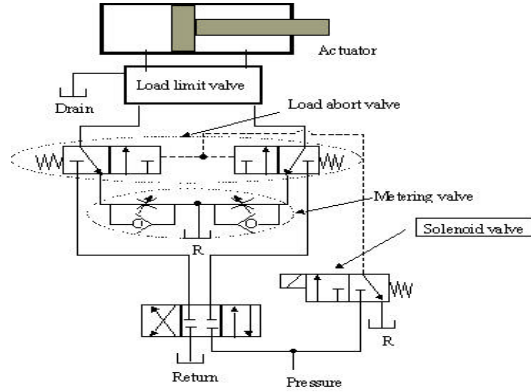 Actuator
Load limit valve
Drain
Load abort valve
Metering valve
R
Solenoid valve
R
Return
Pressure